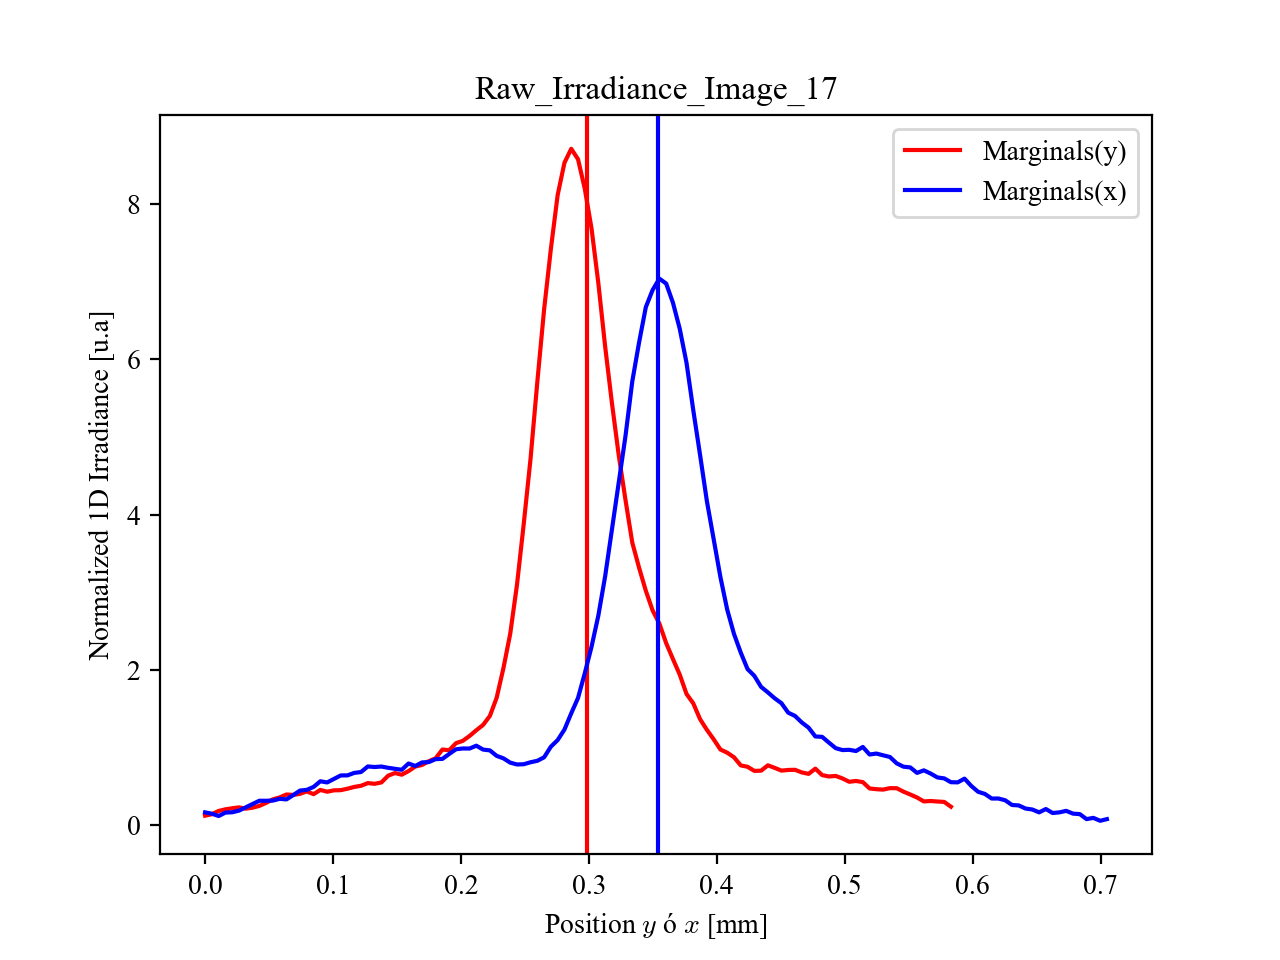 Raw_Irradiance_Image_17
Marginals(y)
Marginals(x)
Normalized 1D Irradiance [u.a]
8
6
4
2
0
0.0 0.1 0.2 0.3 0.4 0.5 0.6 0.7
Position y ó x [mm]